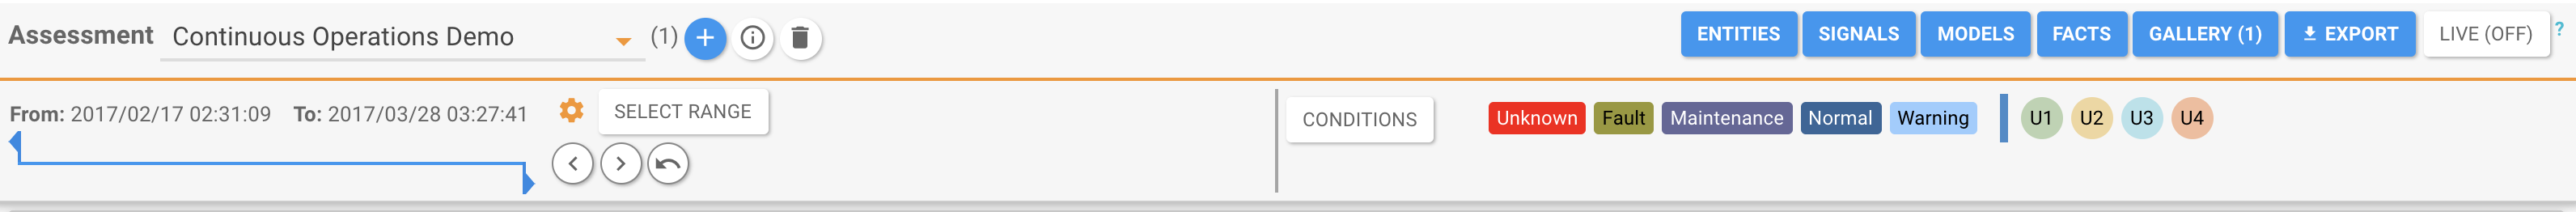 Assessment Continuous Operations Demo (1) + ENTITIES SIGNALS MODELS FACTS GALLERY (1) EXPORT LIVE (OFF) ?
From: 2017/02/17 02:31:09 To: 2017/03/28 03:27:41 SELECT RANGE CONDITIONS Unknown Fault Maintenance Normal Warning U1 U2 U3 U4